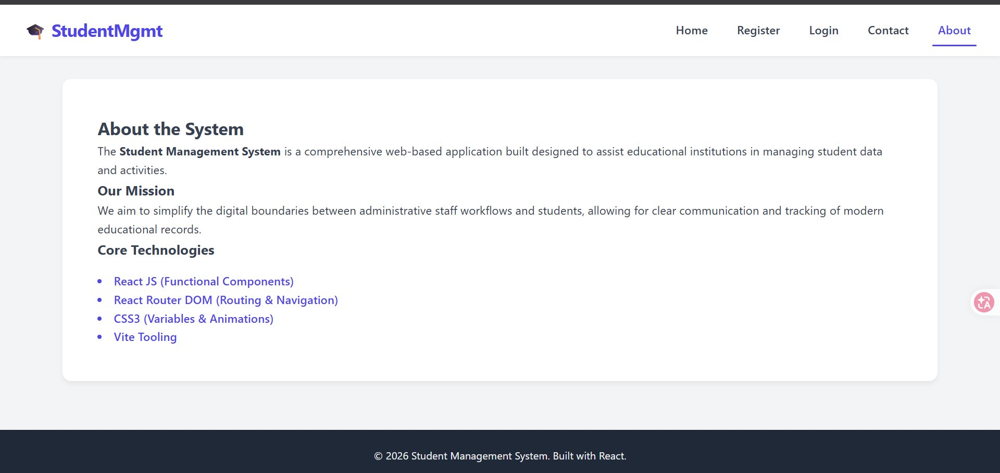 StudentMgmt
Home
Register
Login
Contact
About
About the System
The Student Management System is a comprehensive web-based application built designed to assist educational institutions in managing student data
and activities.
Our Mission
We aim to simplify the digital boundaries between administrative staff workflows and students, allowing for clear communication and tracking of modern
educational records.
Core Technologies
• React JS (Functional Components)
• React Router DOM (Routing & Navigation)
• CSS3 (Variables & Animations)
• Vite Tooling
© 2026 Student Management System. Built with React.